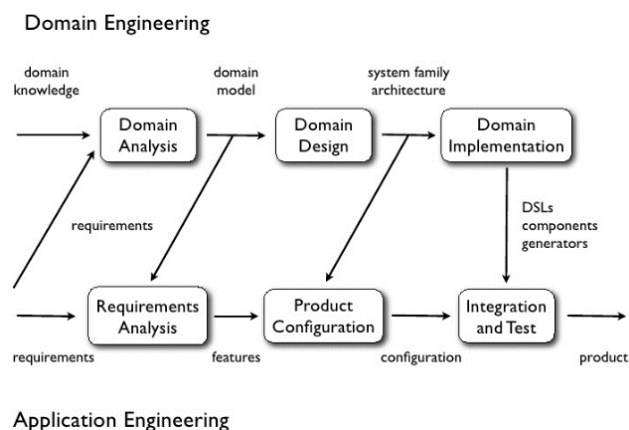 Domain Engineering
domain
knowledge
domain
model
system family
architecture
Domain
Analysis
Domain
Design
Domain
Implementation
requirements
DSLs
components
generators
Requirements
Analysis
Product
Configuration
Integration
and Test
requirements
features
configuration
product
Application Engineering